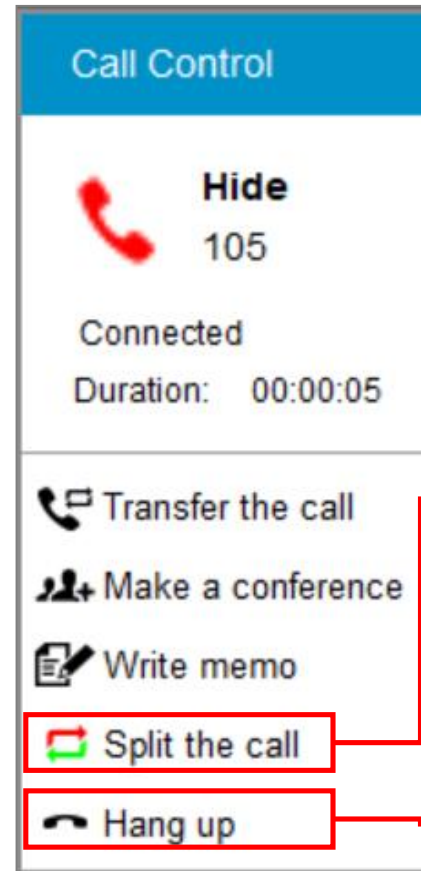 Call Control
Hide
105
Connected
Duration: 00:00:05
Transfer the call
Make a conference
Write memo
Split the call
Hang up